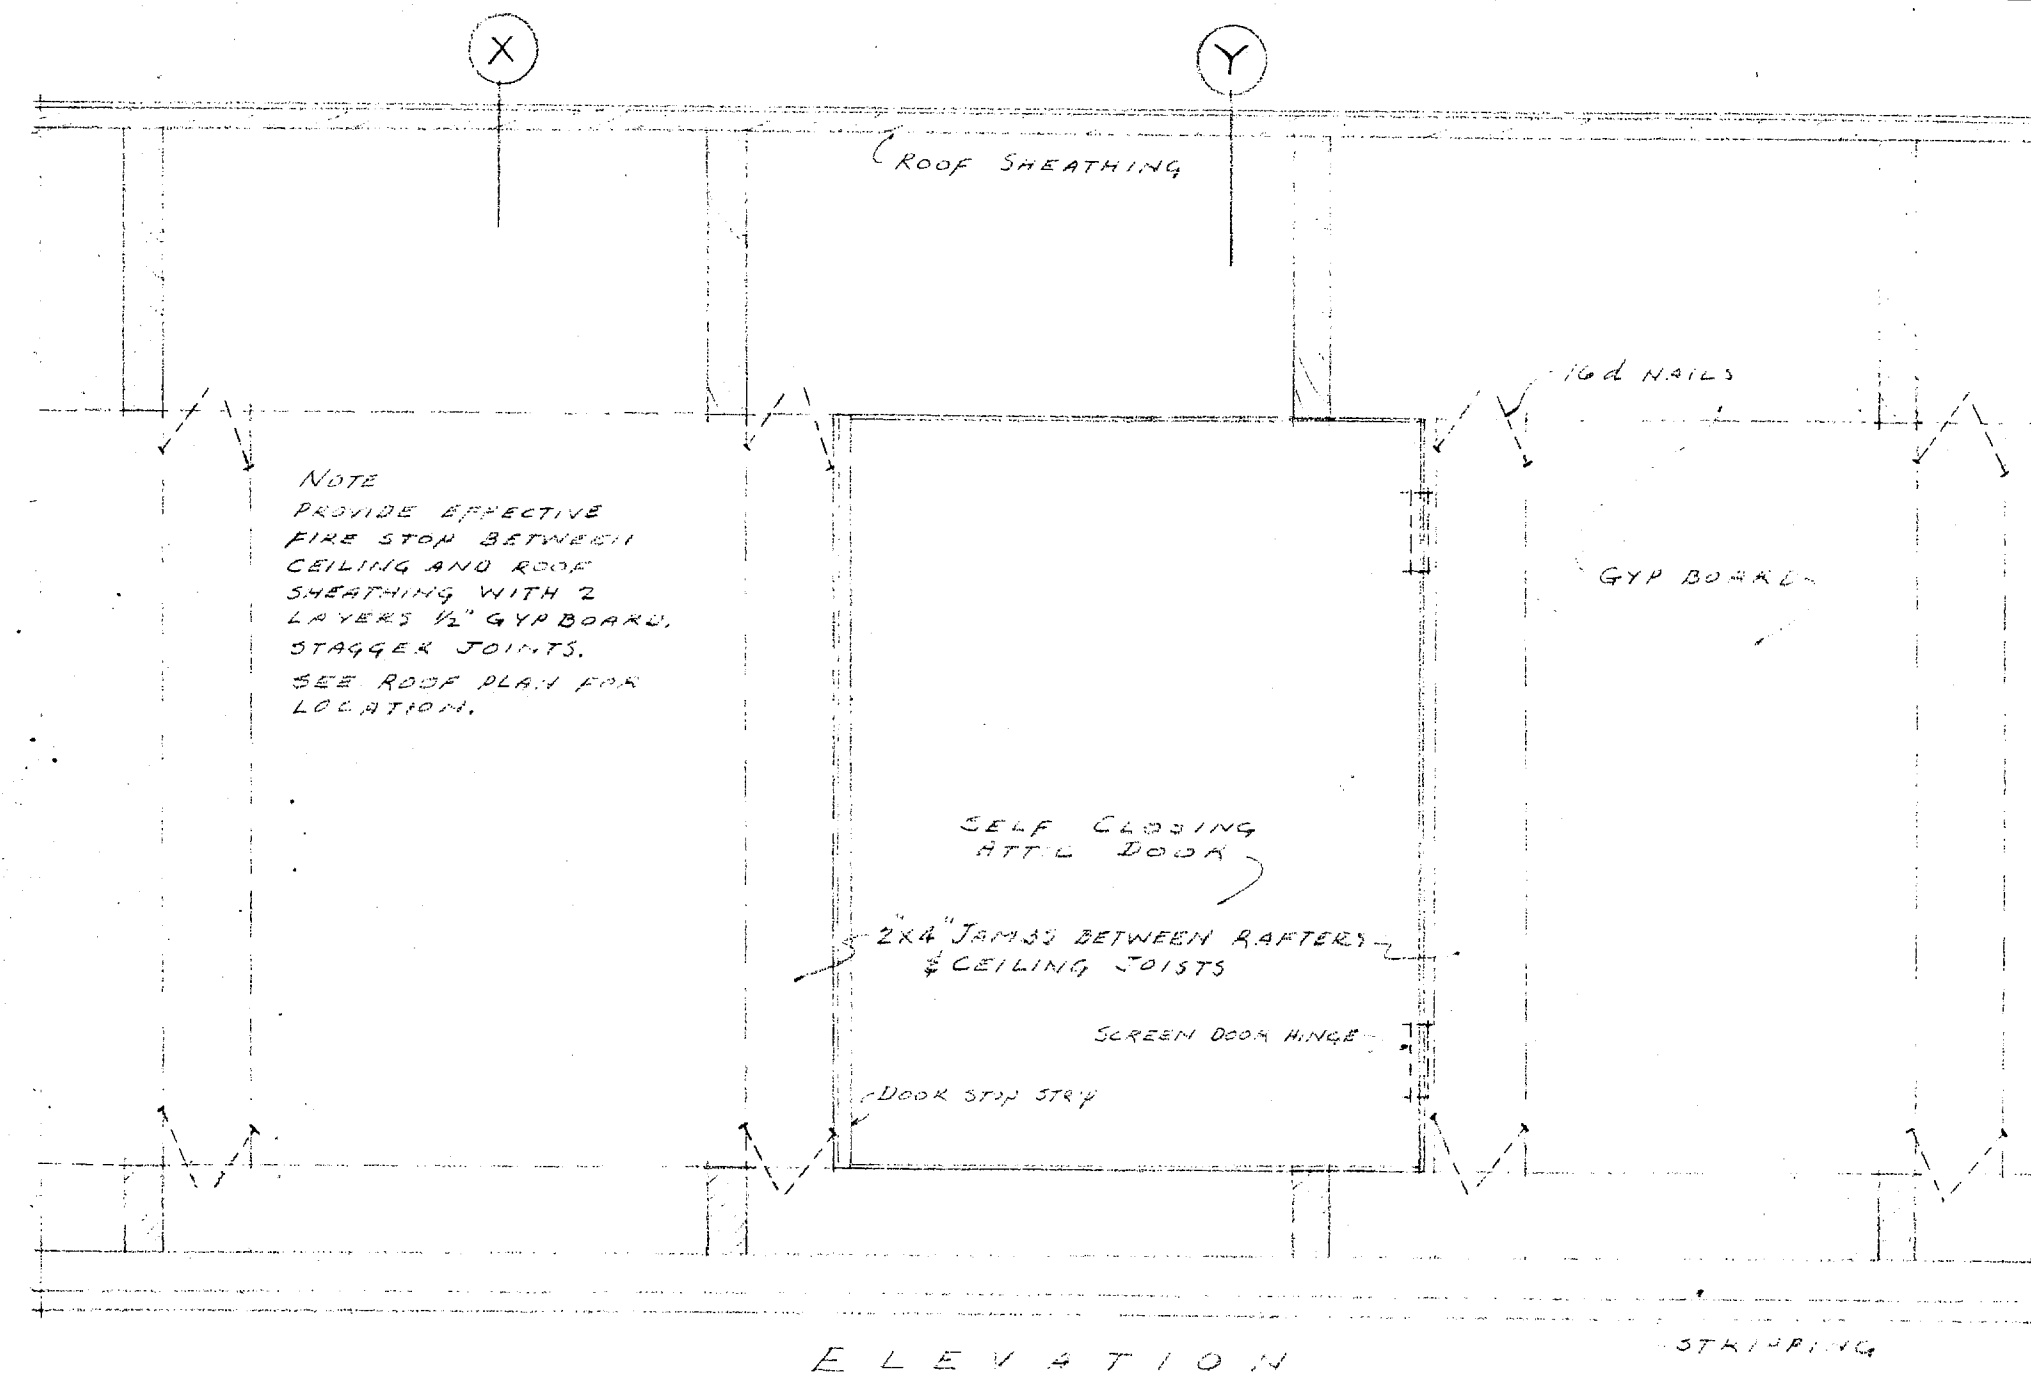 X
Y
ROOF SHEATHING
16d NAILS
NOTE
PROVIDE EFFECTIVE
FIRE STOP BETWEEN
CEILING AND ROOF
SHEATHING WITH 2
LAYERS 1/2" GYP BOARD.
STAGGER JOINTS.
SEE ROOF PLAN FOR
LOCATION.
GYP BOARD
SELF CLOSING
ATTIC DOOR
2"X4" JAMBS BETWEEN RAFTERS
& CEILING JOISTS
SCREEN DOOR HINGE
DOOR STOP STRIP
STRIPPING
ELEVATION